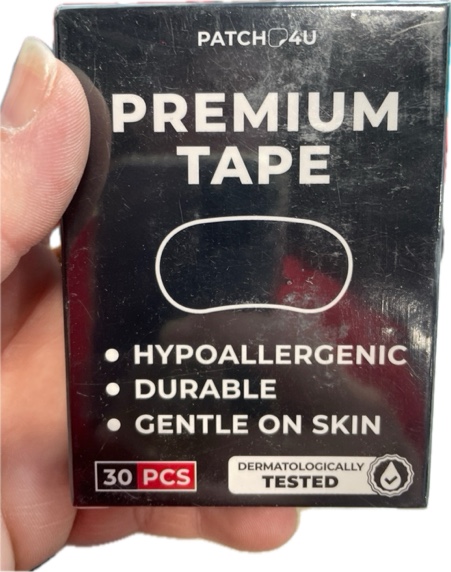 PATCH4U
PREMIUM
TAPE
• HYPOALLERGENIC
• DURABLE
• GENTLE ON SKIN
30 PCS
DERMATOLOGICALLY
TESTED